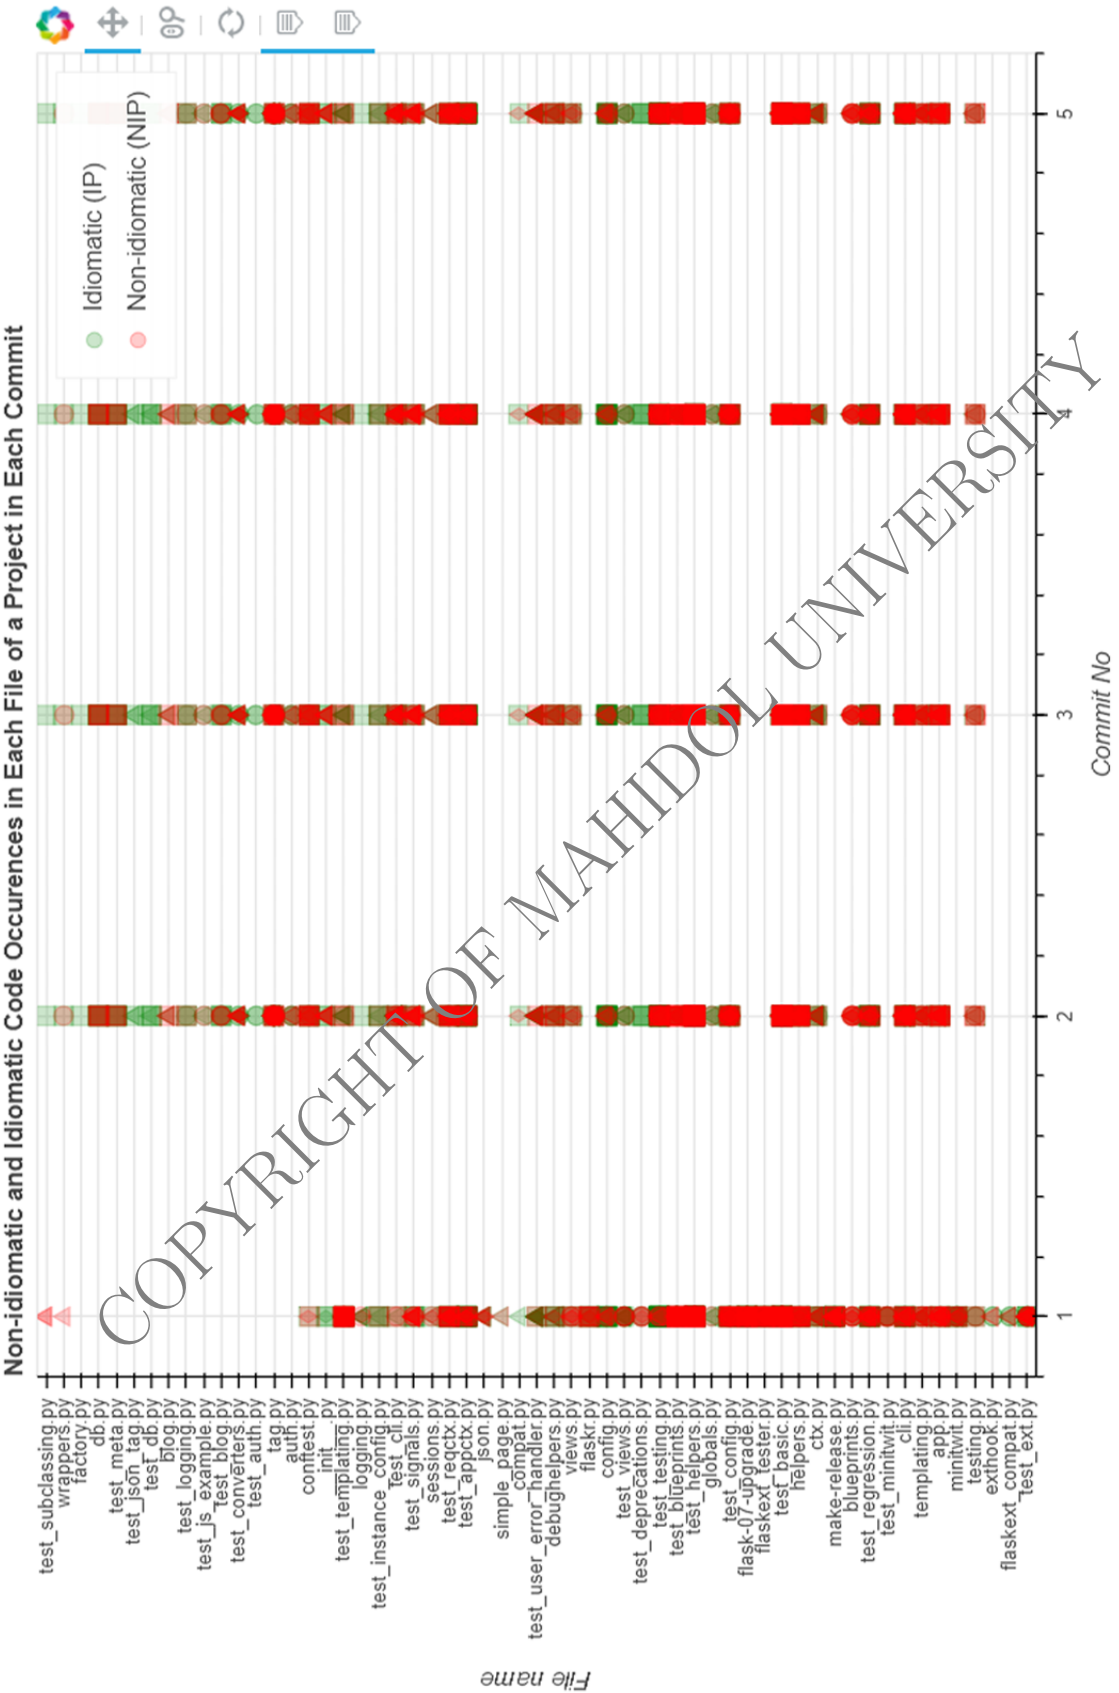 Non-idiomatic and Idiomatic Code Occurences in Each File of a Project in Each Commit
Idiomatic (IP)
Non-idiomatic (NIP)
File name
test_subclassing.py
wrappers.py
factory.py
db.py
test_meta.py
test_json_tag.py
test_db.py
blog.py
test_logging.py
test_js_example.py
test_blog.py
test_converters.py
test_auth.py
tag.py
auth.py
conftest.py
__init__.py
test_templating.py
logging.py
test_instance_config.py
test_cli.py
test_signals.py
sessions.py
test_reqctx.py
test_appctx.py
json.py
simple_page.py
_compat.py
test_user_error_handler.py
debughelpers.py
views.py
flaskr.py
config.py
test_views.py
test_deprecations.py
test_testing.py
test_blueprints.py
test_helpers.py
globals.py
test_config.py
flask-07-upgrade.py
flaskext_tester.py
test_basic.py
helpers.py
ctx.py
make-release.py
blueprints.py
test_regression.py
test_minitwit.py
cli.py
templating.py
app.py
minitwit.py
testing.py
exthook.py
flaskext_compat.py
test_ext.py
1
2
3
4
5
Commit No
COPYRIGHT OF MAHIDOL UNIVERSITY